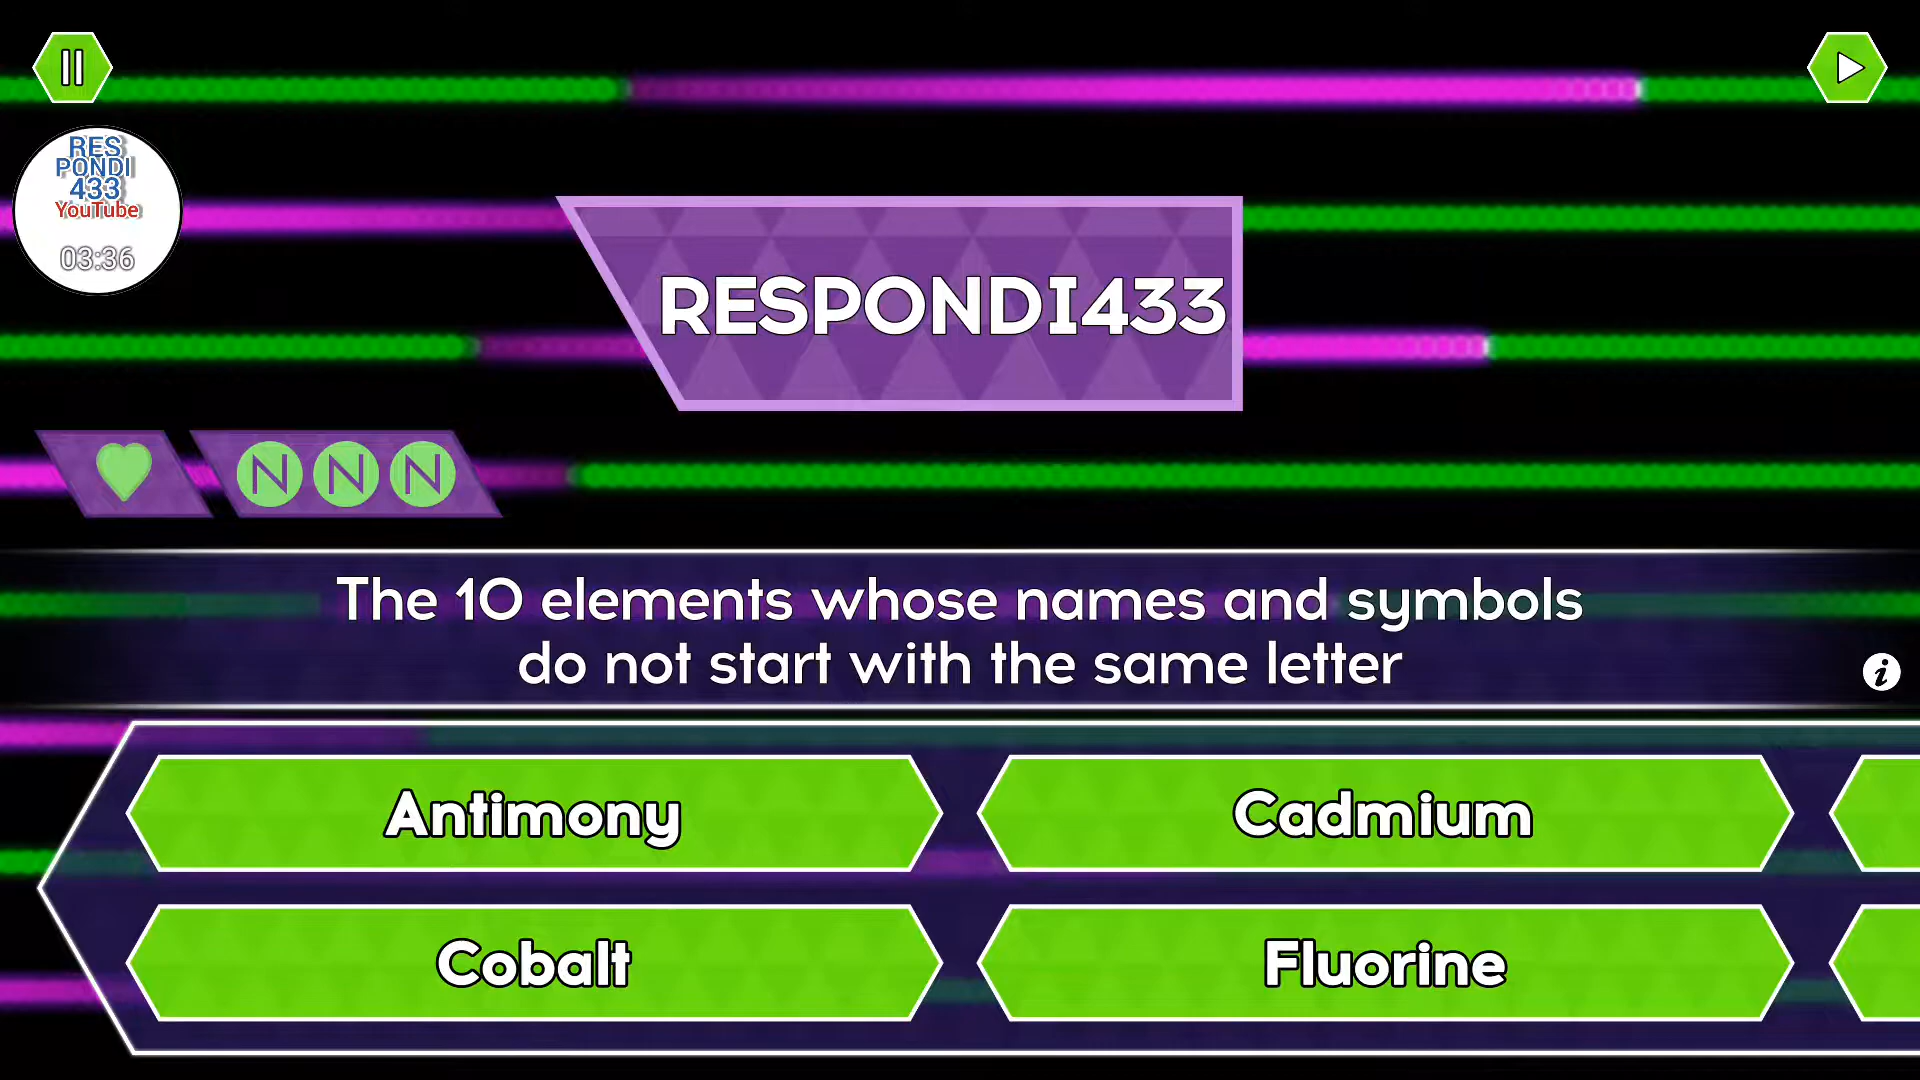 RES
PONDI
433
YouTube
03:36
RESPONDI433
N N N
The 10 elements whose names and symbols
do not start with the same letter
i
Antimony
Cadmium
Cobalt
Fluorine